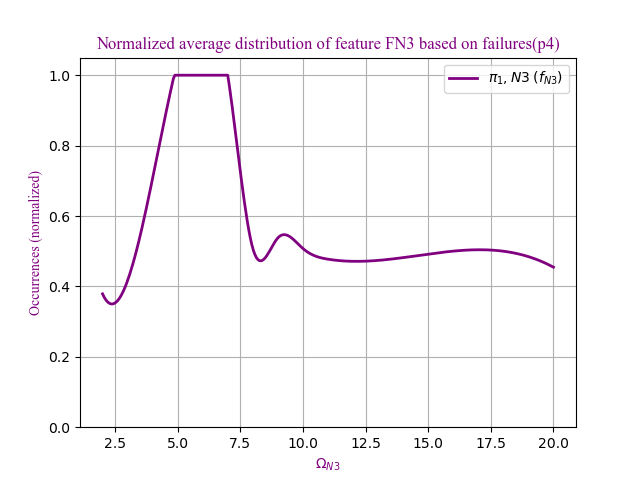 Normalized average distribution of feature FN3 based on failures(p4)
π₁, N3 (f_N3)
Occurrences (normalized)
1.0
0.8
0.6
0.4
0.2
0.0
2.5 5.0 7.5 10.0 12.5 15.0 17.5 20.0
Ω_N3